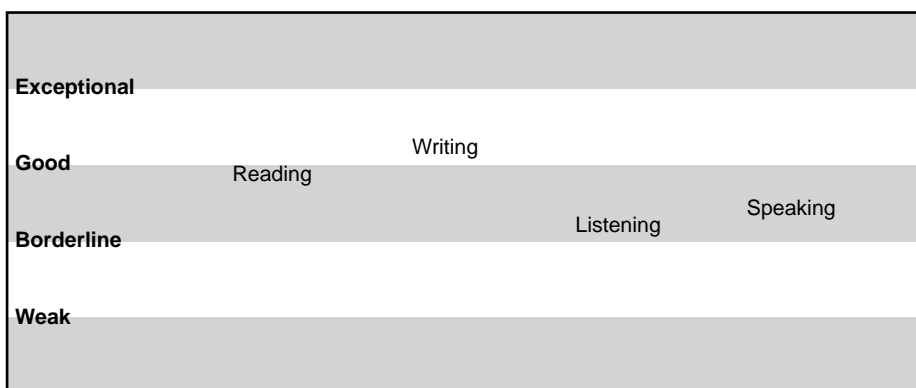 Exceptional
Writing
Good
Reading
Speaking
Listening
Borderline
Weak